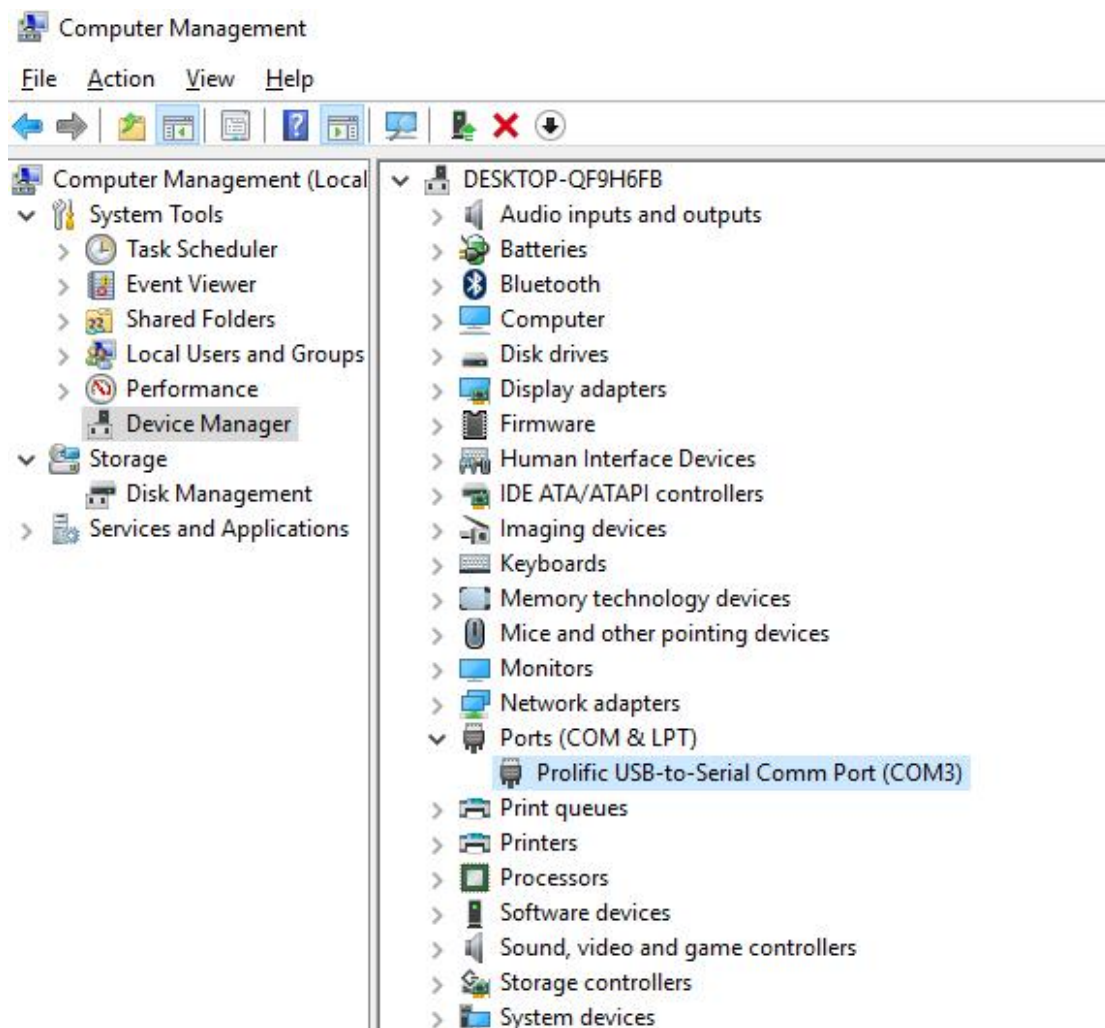 Computer Management
File Action View Help
Computer Management (Local
System Tools
Task Scheduler
Event Viewer
Shared Folders
Local Users and Groups
Performance
Device Manager
Storage
Disk Management
Services and Applications
DESKTOP-QF9H6FB
Audio inputs and outputs
Batteries
Bluetooth
Computer
Disk drives
Display adapters
Firmware
Human Interface Devices
IDE ATA/ATAPI controllers
Imaging devices
Keyboards
Memory technology devices
Mice and other pointing devices
Monitors
Network adapters
Ports (COM & LPT)
Prolific USB-to-Serial Comm Port (COM3)
Print queues
Printers
Processors
Software devices
Sound, video and game controllers
Storage controllers
System devices